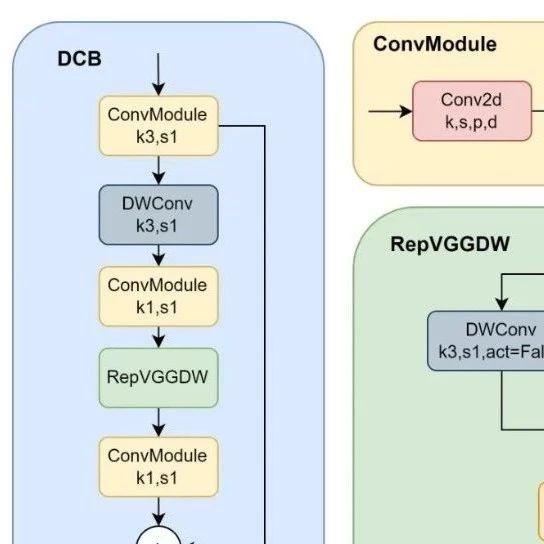 DCB
ConvModule
k3,s1
DWConv
k3,s1
ConvModule
k1,s1
RepVGGDW
ConvModule
k1,s1
ConvModule
Conv2d
k,s,p,d
RepVGGDW
DWConv
k3,s1,act=Fal